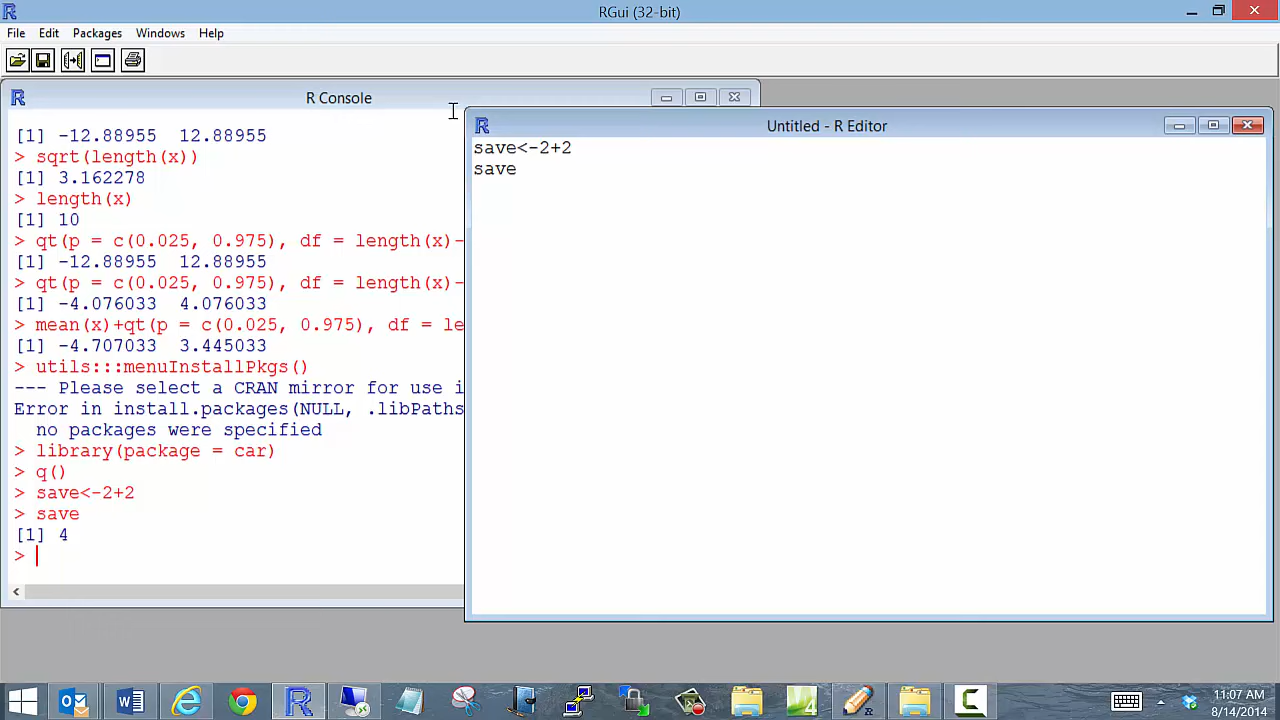 RGui (32-bit)
File Edit Packages Windows Help
R Console
[1] -12.88955  12.88955
> sqrt(length(x))
[1] 3.162278
> length(x)
[1] 10
> qt(p = c(0.025, 0.975), df = length(x)-
[1] -12.88955  12.88955
> qt(p = c(0.025, 0.975), df = length(x)-
[1] -4.076033  4.076033
> mean(x)+qt(p = c(0.025, 0.975), df = le
[1] -4.707033  3.445033
> utils:::menuInstallPkgs()
--- Please select a CRAN mirror for use i
Error in install.packages(NULL, .libPaths
  no packages were specified
> library(package = car)
> q()
> save<-2+2
> save
[1] 4
>
Untitled - R Editor
save<-2+2
save
11:07 AM
8/14/2014